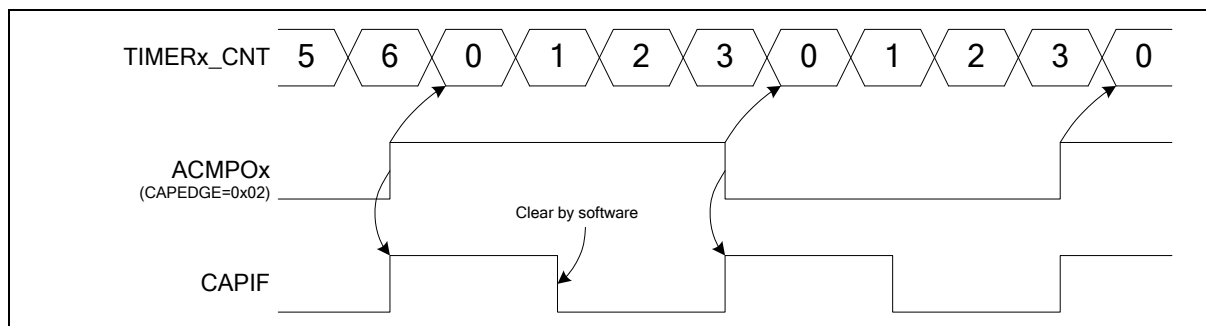 TIMERx_CNT 5 6 0 1 2 3 0 1 2 3 0
ACMPOx
(CAPEDGE=0x02)
Clear by software
CAPIF